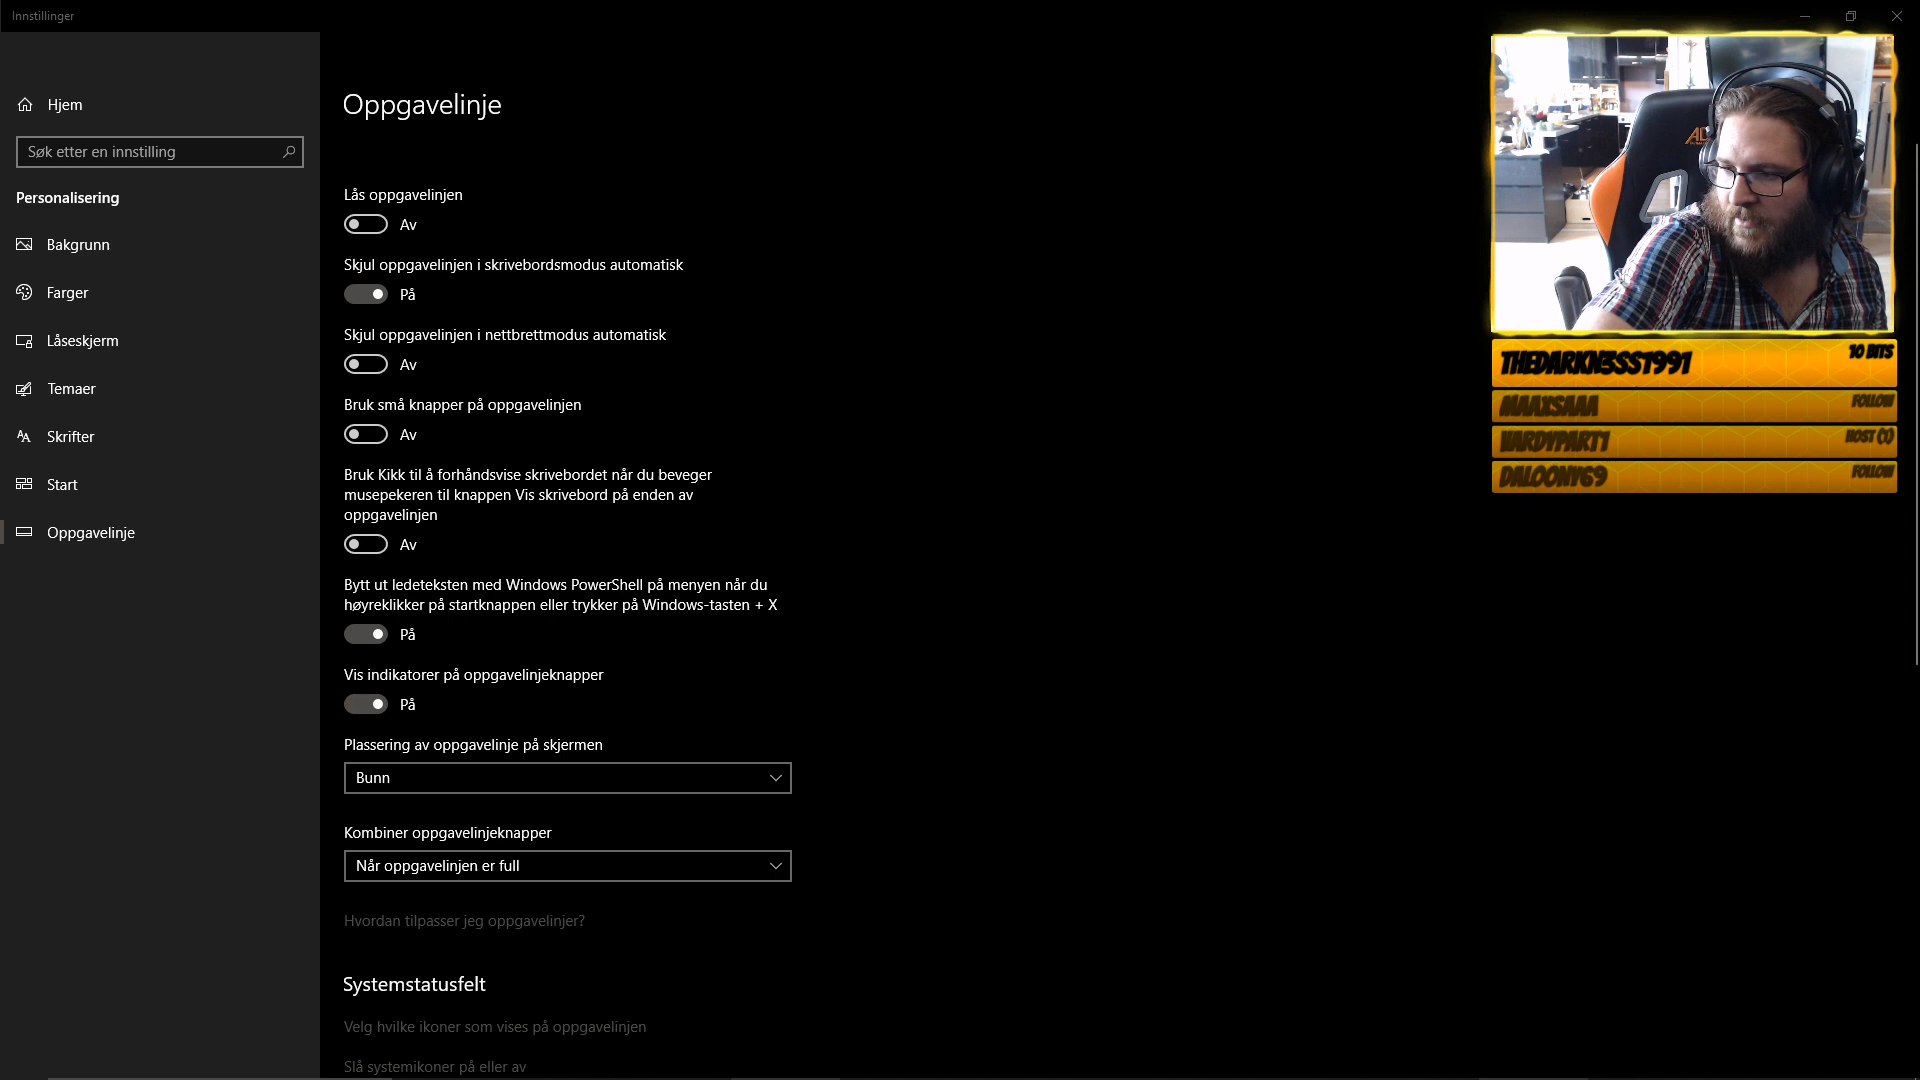 Innstillinger
Hjem
Søk etter en innstilling
Personalisering
Bakgrunn
Farger
Låseskjerm
Temaer
Skrifter
Start
Oppgavelinje
Oppgavelinje
Lås oppgavelinjen
Av
Skjul oppgavelinjen i skrivebordsmodus automatisk
På
Skjul oppgavelinjen i nettbrettmodus automatisk
Av
Bruk små knapper på oppgavelinjen
Av
Bruk Kikk til å forhåndsvise skrivebordet når du beveger
musepekeren til knappen Vis skrivebord på enden av
oppgavelinjen
Av
Bytt ut ledeteksten med Windows PowerShell på menyen når du
høyreklikker på startknappen eller trykker på Windows-tasten + X
På
Vis indikatorer på oppgavelinjeknapper
På
Plassering av oppgavelinje på skjermen
Bunn
Kombiner oppgavelinjeknapper
Når oppgavelinjen er full
Hvordan tilpasser jeg oppgavelinjer?
Systemstatusfelt
Velg hvilke ikoner som vises på oppgavelinjen
Slå systemikoner på eller av
THEDARKN3SS1991 10 BITS
MAAXSAAA FOLLOW
HARDYPART1 HOST (1)
DALOONY69 FOLLOW